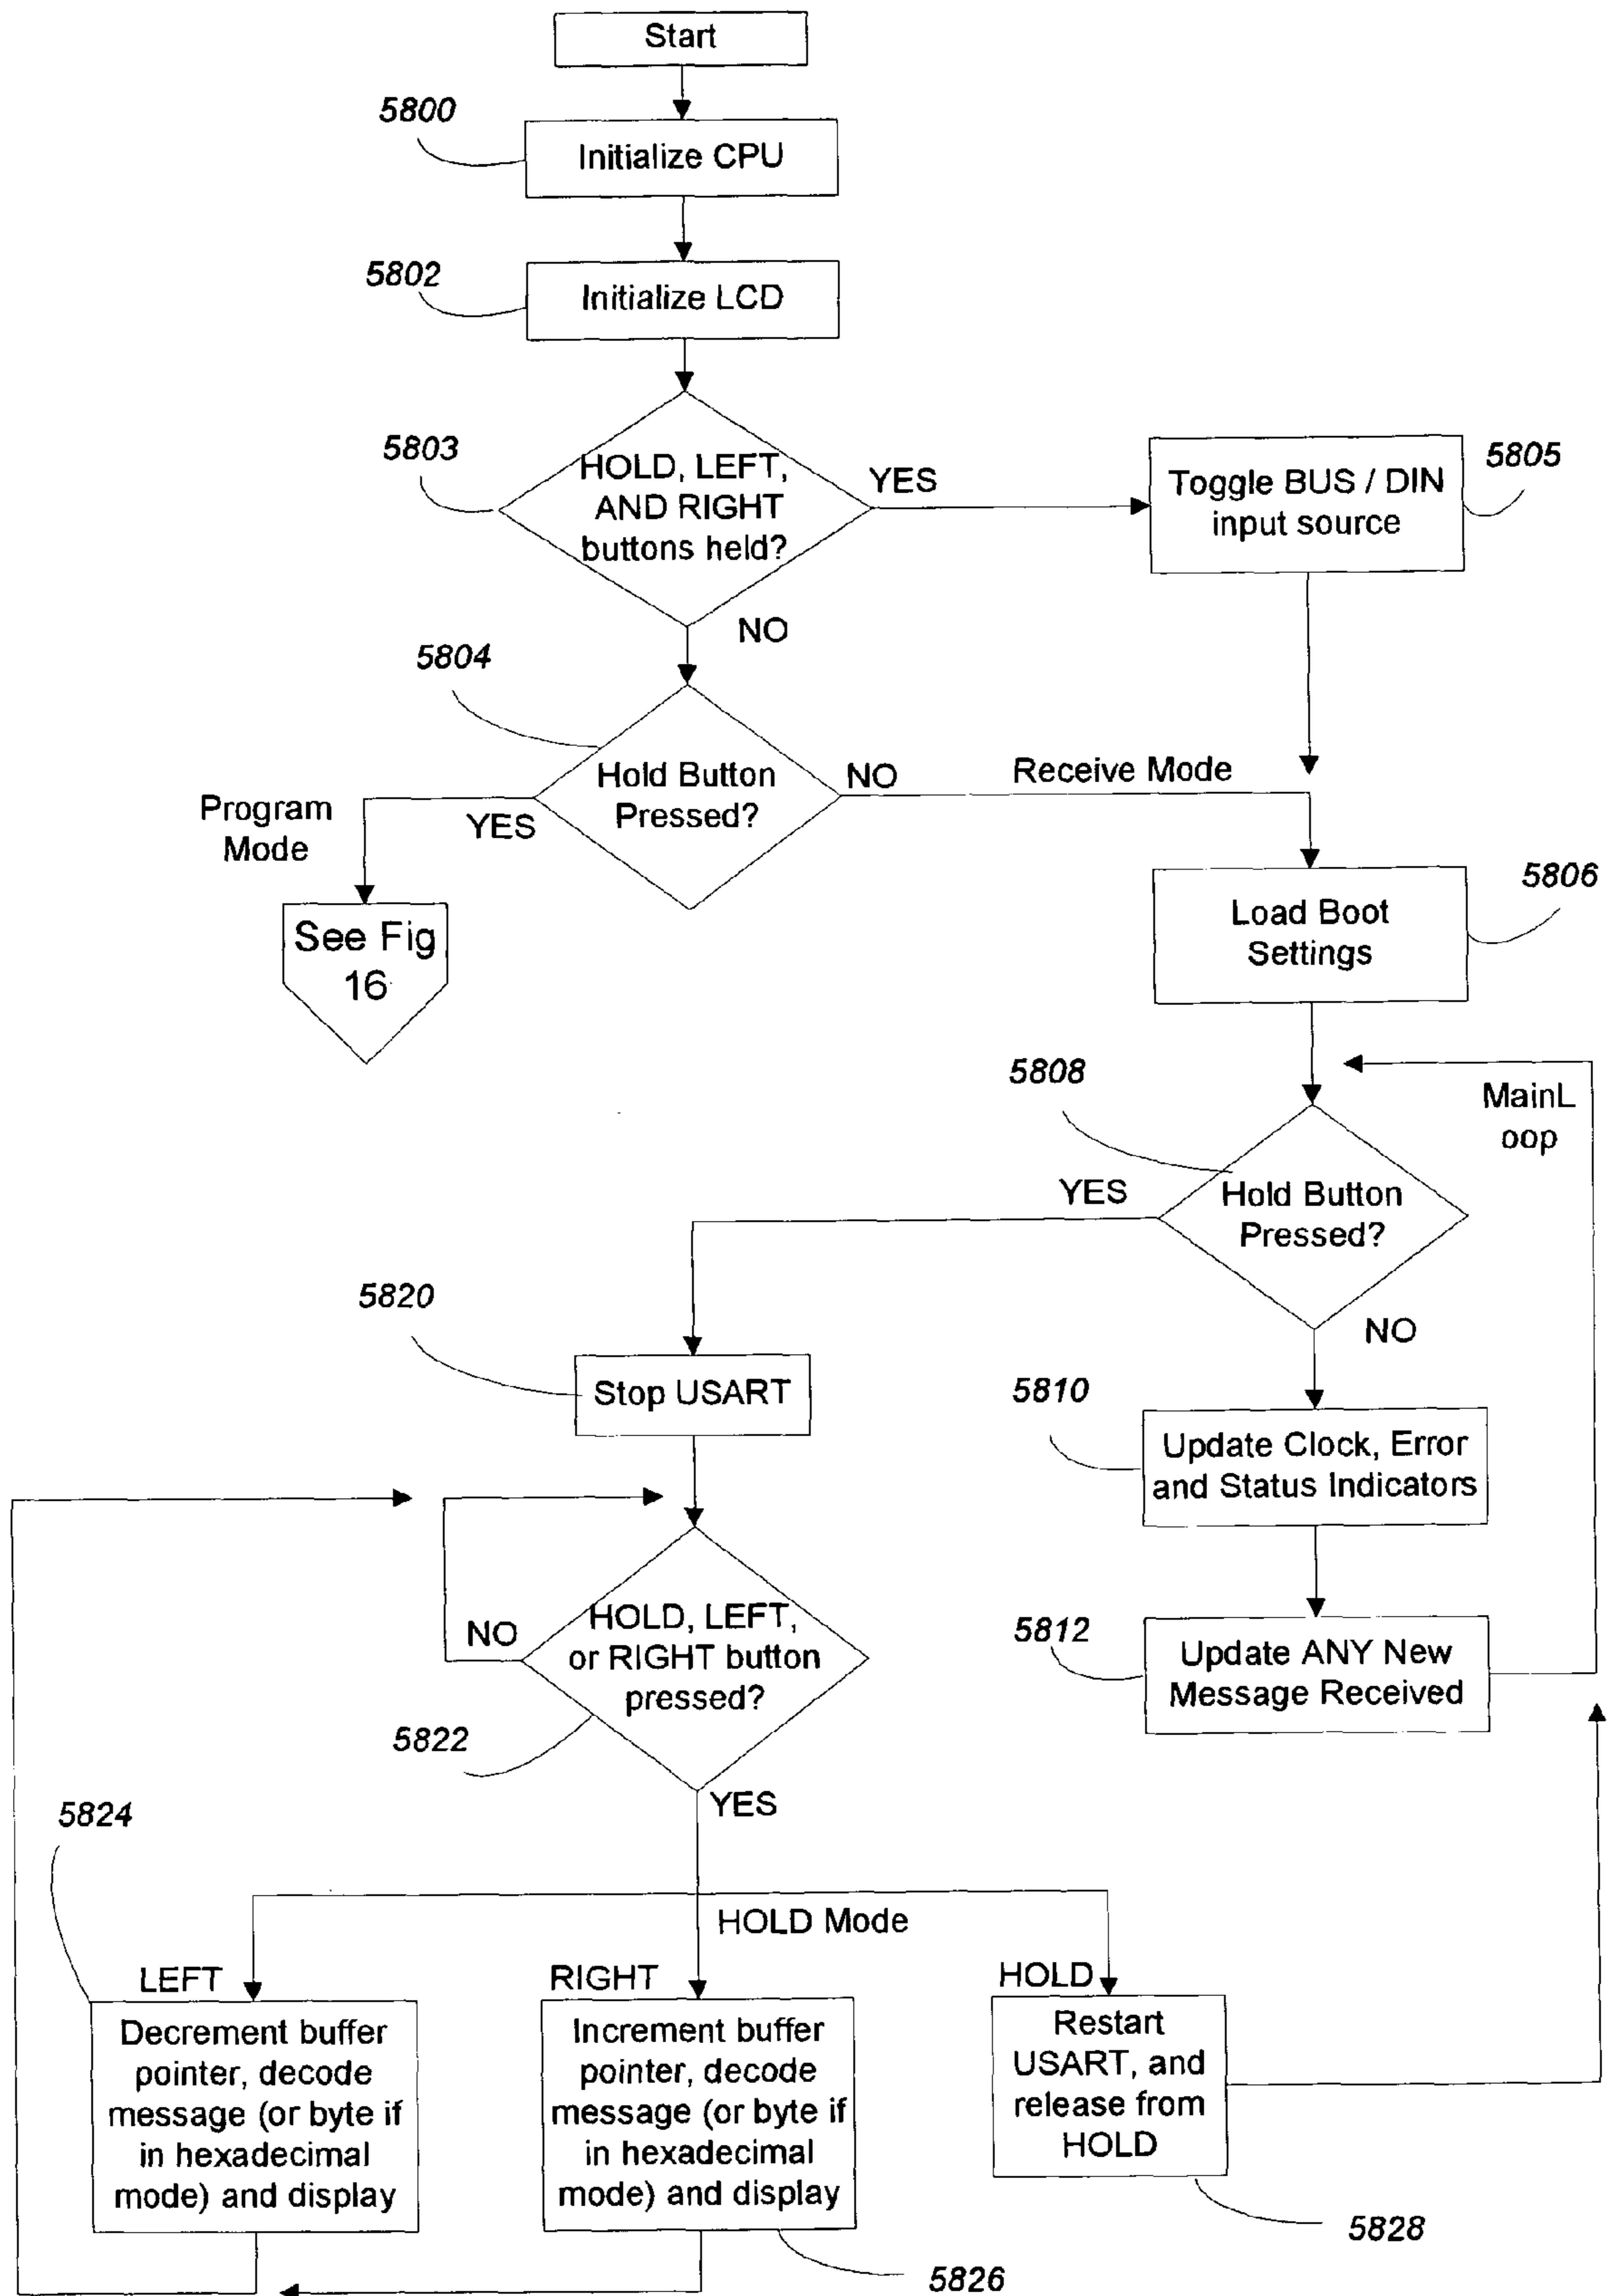 Start
5800
Initialize CPU
5802
Initialize LCD
5803
HOLD, LEFT,
AND RIGHT
buttons held?
YES
Toggle BUS / DIN
input source
5805
NO
5804
Hold Button
Pressed?
NO
Receive Mode
Program
Mode
YES
See Fig
16
5806
Load Boot
Settings
5808
MainL
oop
YES
Hold Button
Pressed?
5820
NO
Stop USART
5810
Update Clock, Error
and Status Indicators
NO
HOLD, LEFT,
or RIGHT button
pressed?
5812
Update ANY New
Message Received
5822
YES
5824
HOLD Mode
LEFT
RIGHT
HOLD
Decrement buffer
pointer, decode
message (or byte if
in hexadecimal
mode) and display
Increment buffer
pointer, decode
message (or byte if
in hexadecimal
mode) and display
Restart
USART, and
release from
HOLD
5828
5826